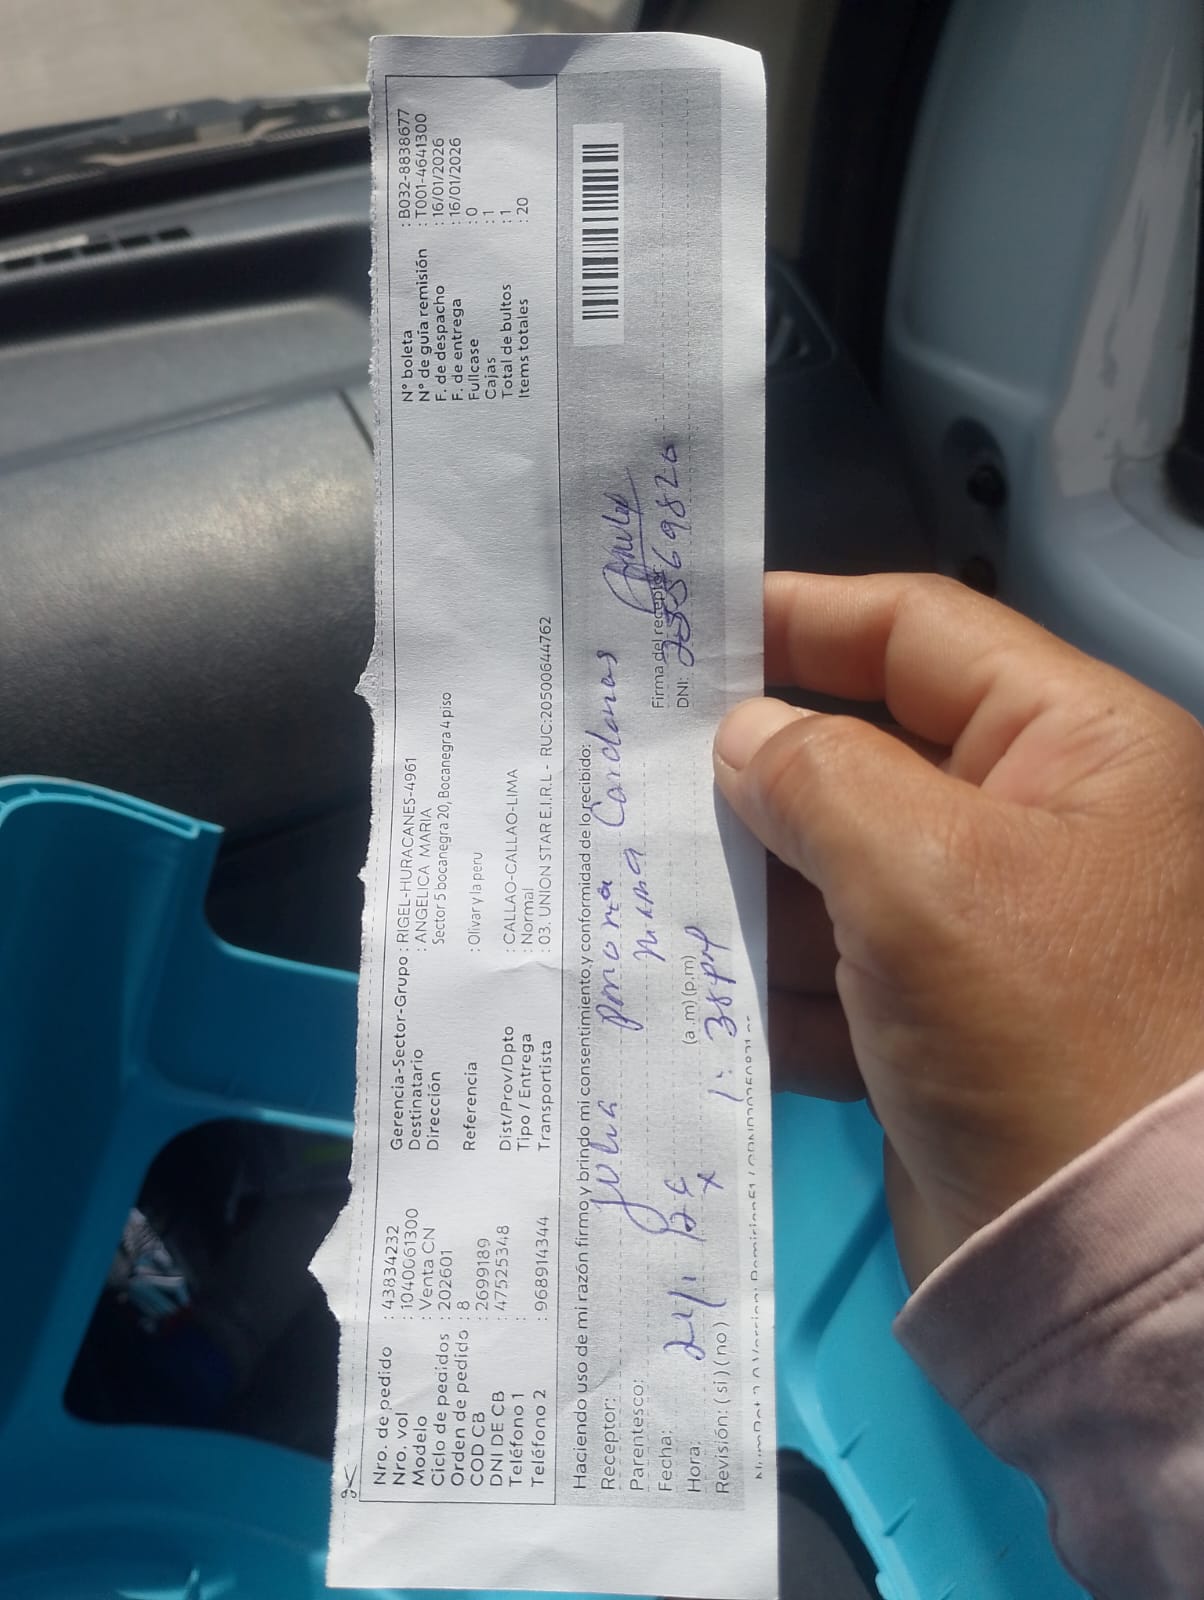 Nro. de pedido : 43834232
Nro. vol : 1040061300
Modelo : Venta CN
Ciclo de pedidos : 202601
Orden de pedido : 8
COD CB : 2699189
DNI DE CB : 47525348
Teléfono 1 :
Teléfono 2 : 968914344
Gerencia-Sector-Grupo : RIGEL-HURACANES-4961
Destinatario : ANGELICA MARIA
Dirección Sector 5 bocanegra 20, Bocanegra 4 piso
Referencia : Olivar y la peru
Dist/Prov/Dpto : CALLAO-CALLAO-LIMA
Tipo / Entrega : Normal
Transportista : 03. UNION STAR E.I.R.L - RUC:20500644762
N° boleta : B032-8838677
N° de guía remisión : T001-4641300
F. de despacho : 16/01/2026
F. de entrega : 16/01/2026
Fullcase : 0
Cajas : 1
Total de bultos : 1
Items totales : 20
Haciendo uso de mi razón firmo y brindo mi consentimiento y conformidad de lo recibido:
Receptor: Julia
Parentesco:
Fecha:
Hora: (a.m) (p.m) 1:38 pm
Revisión: ( si ) ( no ) x
Firma del receptor
DNI: